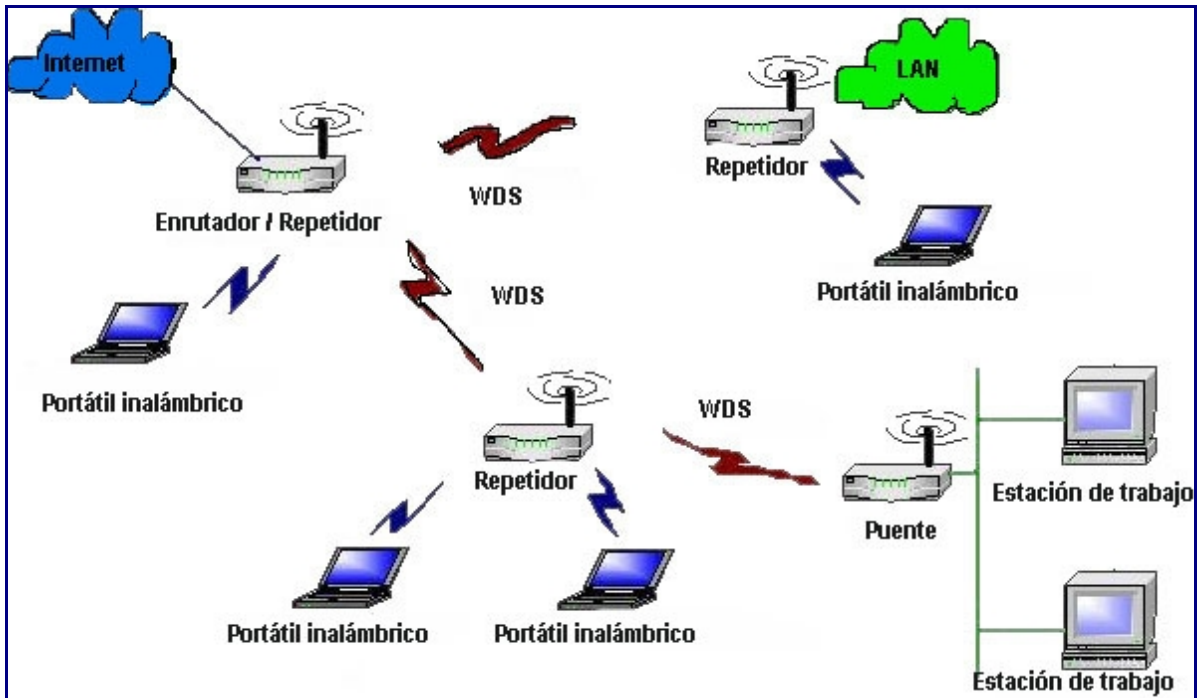 Internet
LAN
Repetidor
WDS
Enrutador / Repetidor
Portátil inalámbrico
WDS
Portátil inalámbrico
WDS
Repetidor
Estación de trabajo
Puente
Portátil inalámbrico
Portátil inalámbrico
Estación de trabajo